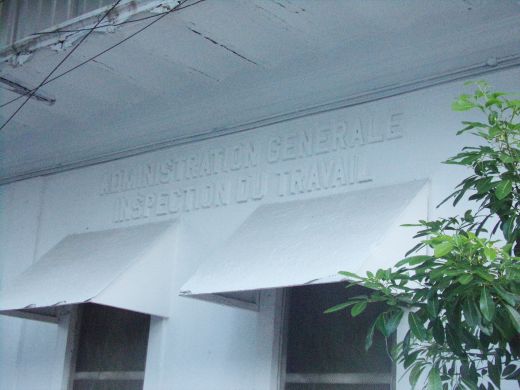 ADMINISTRATION GENERALE
INSPECTION DU TRAVAIL